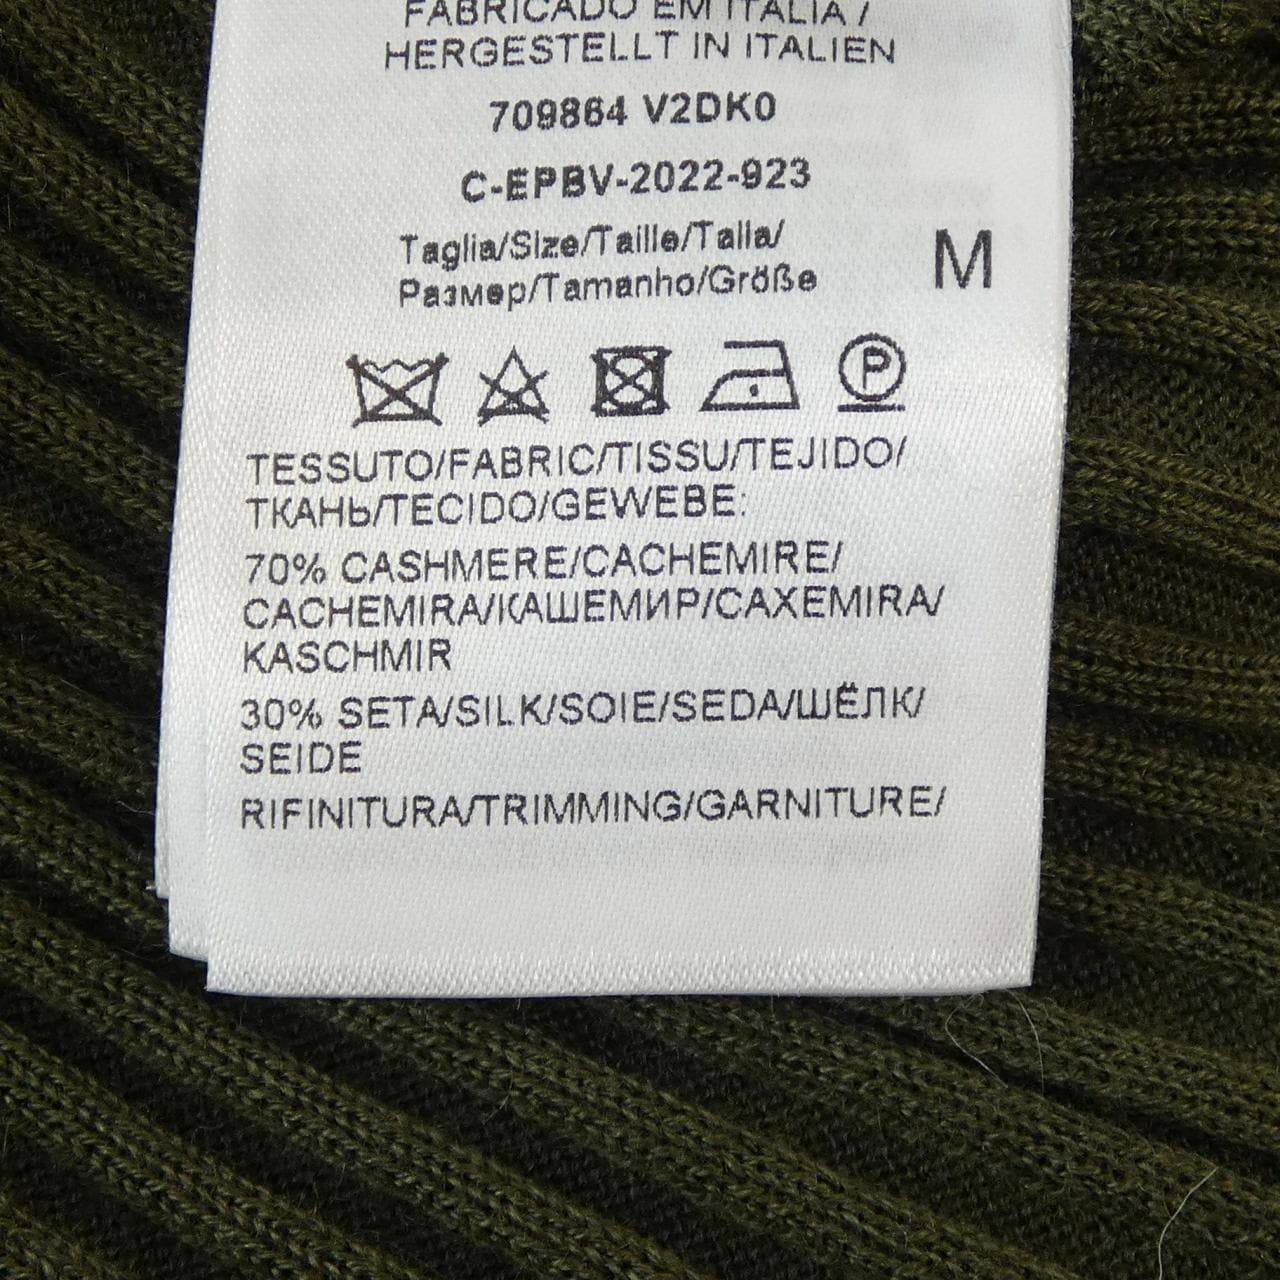 FABRICADO EM ITALIA /
HERGESTELLT IN ITALIEN
709864 V2DK0
C-EPBV-2022-923
Taglia/Size/Taille/Talla/
Размер/Tamanho/Größe
M
P
TESSUTO/FABRIC/TISSU/TEJIDO/
ТКАНЬ/TECIDO/GEWEBE:
70% CASHMERE/CACHEMIRE/
CACHEMIRA/КАШЕМИР/CAXEMIRA/
KASCHMIR
30% SETA/SILK/SOIE/SEDA/ШЁЛК/
SEIDE
RIFINITURA/TRIMMING/GARNITURE/